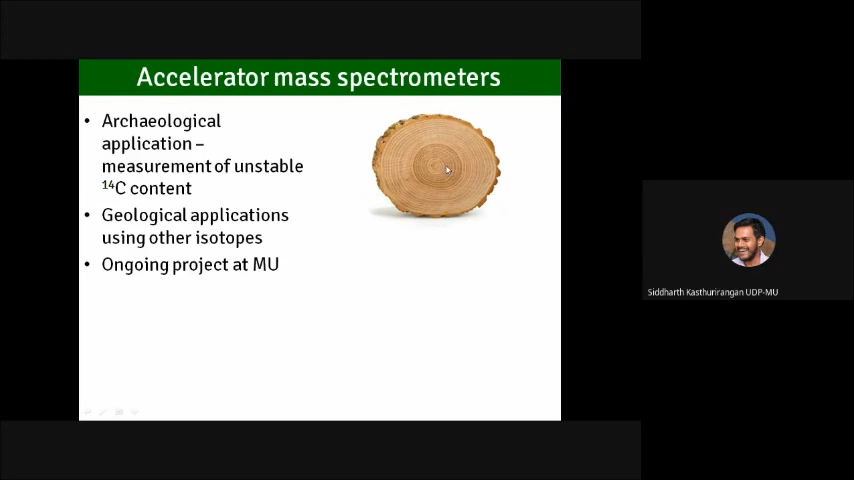 Accelerator mass spectrometers
• Archaeological
application –
measurement of unstable
¹⁴C content
• Geological applications
using other isotopes
• Ongoing project at MU
Siddharth Kasthurirangan UDP-MU